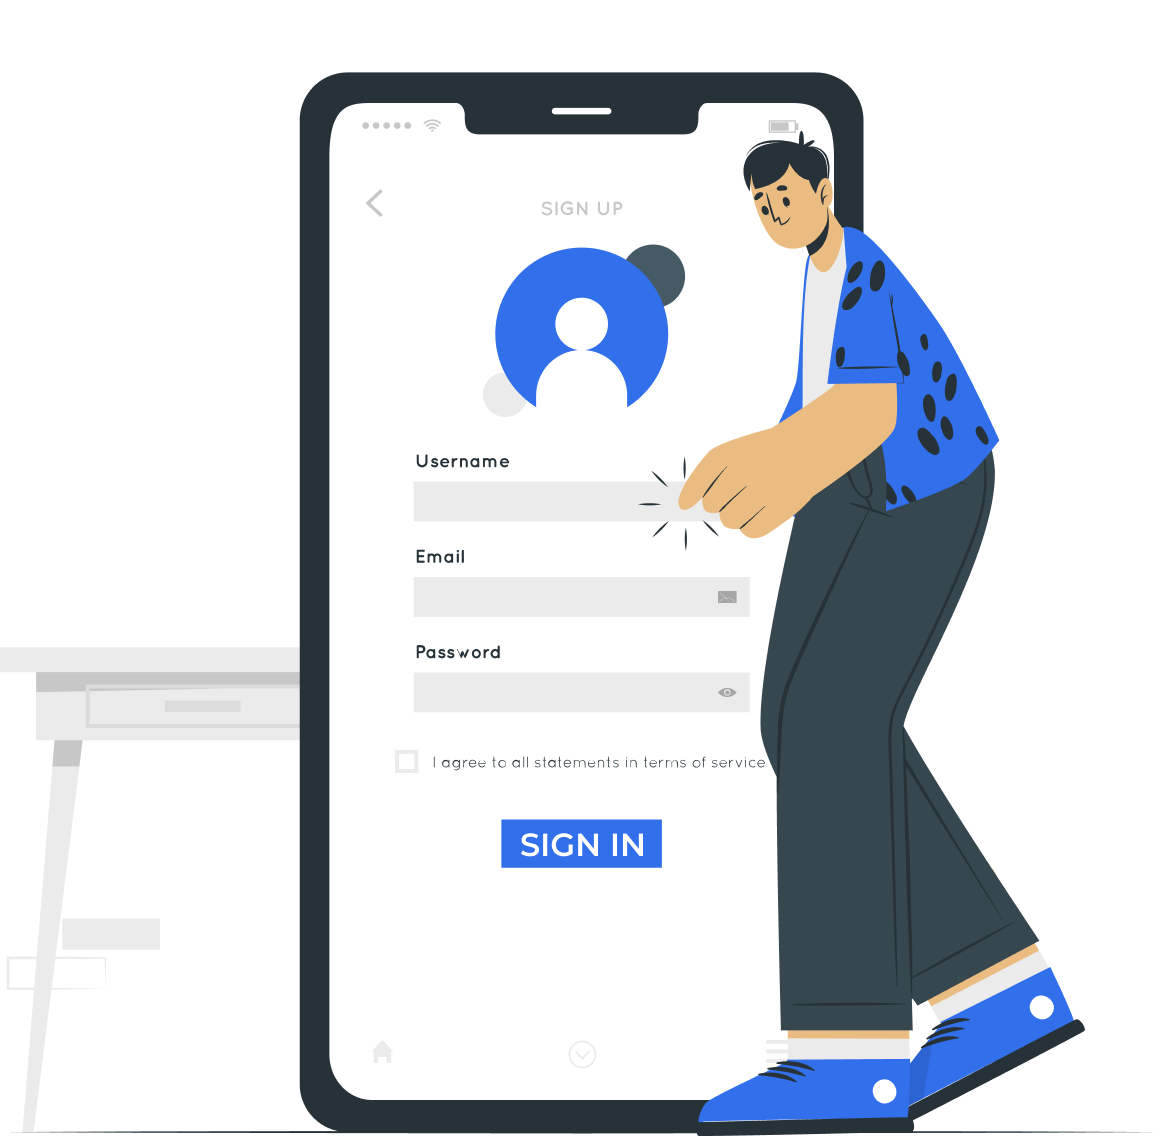 SIGN UP
Username
Email
Password
I agree to all statements in terms of service
SIGN IN